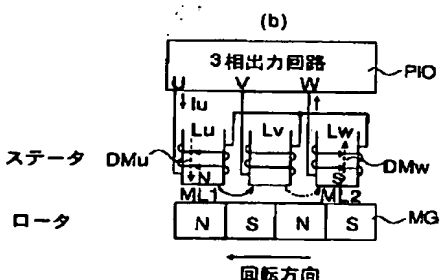 (b)
3相出力回路
PIO
U V W
Iu
Lu Lv Lw
ステータ DMu DMw
N S
ML1 ML2
ロータ N S N S MG
回転方向